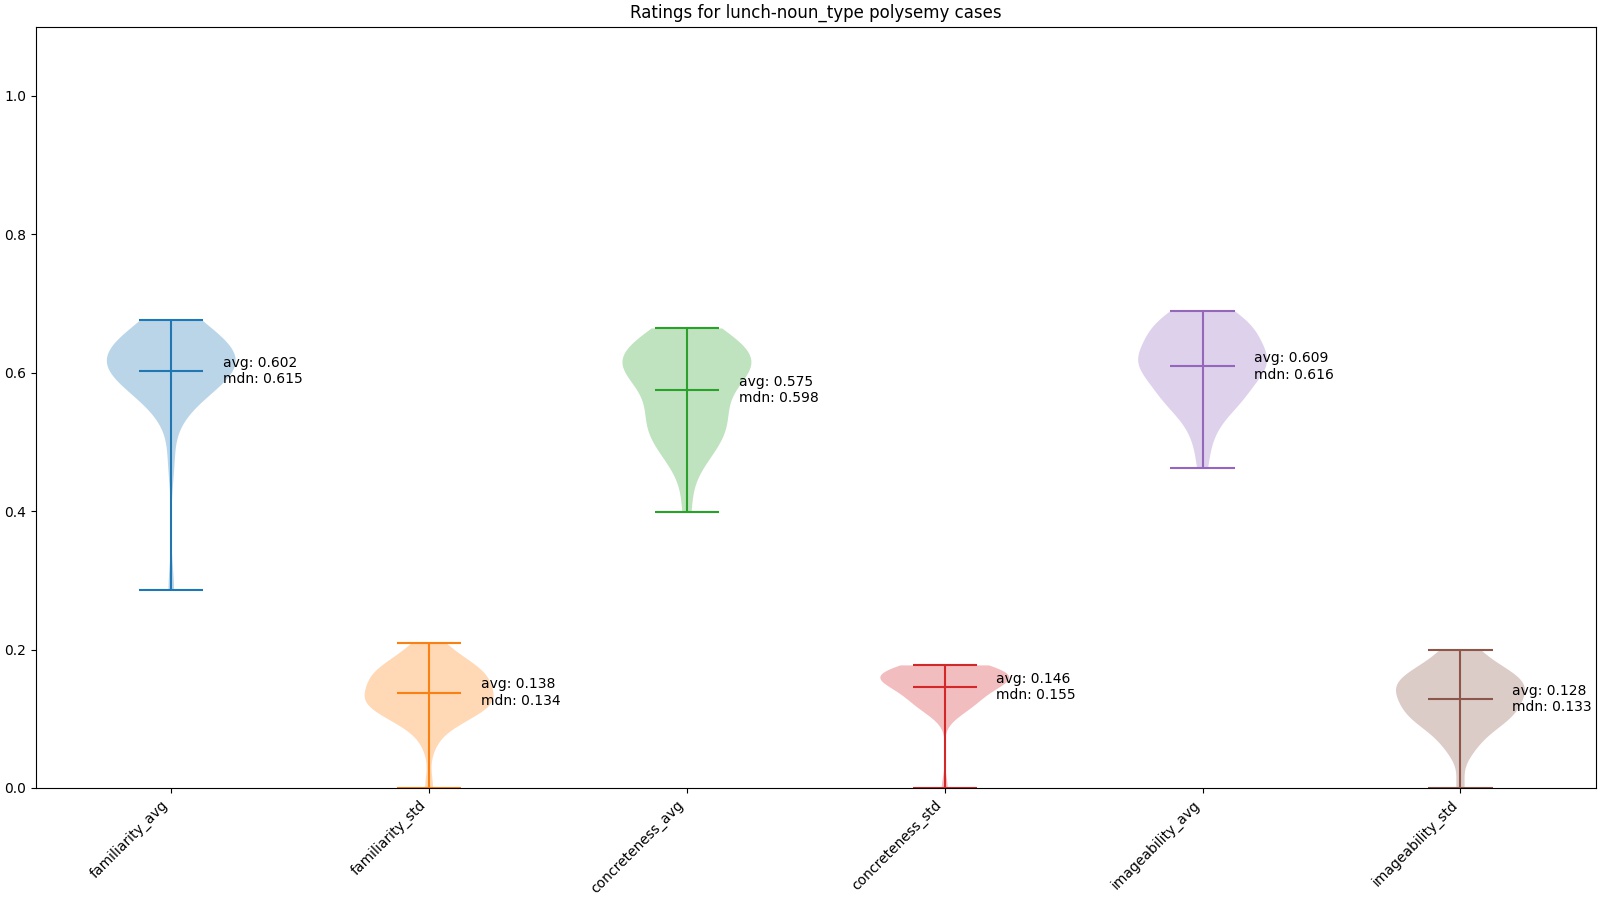 Ratings for lunch-noun_type polysemy cases
1.0
0.8
0.6
0.4
0.2
0.0
avg: 0.602
mdn: 0.615
avg: 0.138
mdn: 0.134
avg: 0.575
mdn: 0.598
avg: 0.146
mdn: 0.155
avg: 0.609
mdn: 0.616
avg: 0.128
mdn: 0.133
familiarity_avg
familiarity_std
concreteness_avg
concreteness_std
imageability_avg
imageability_std